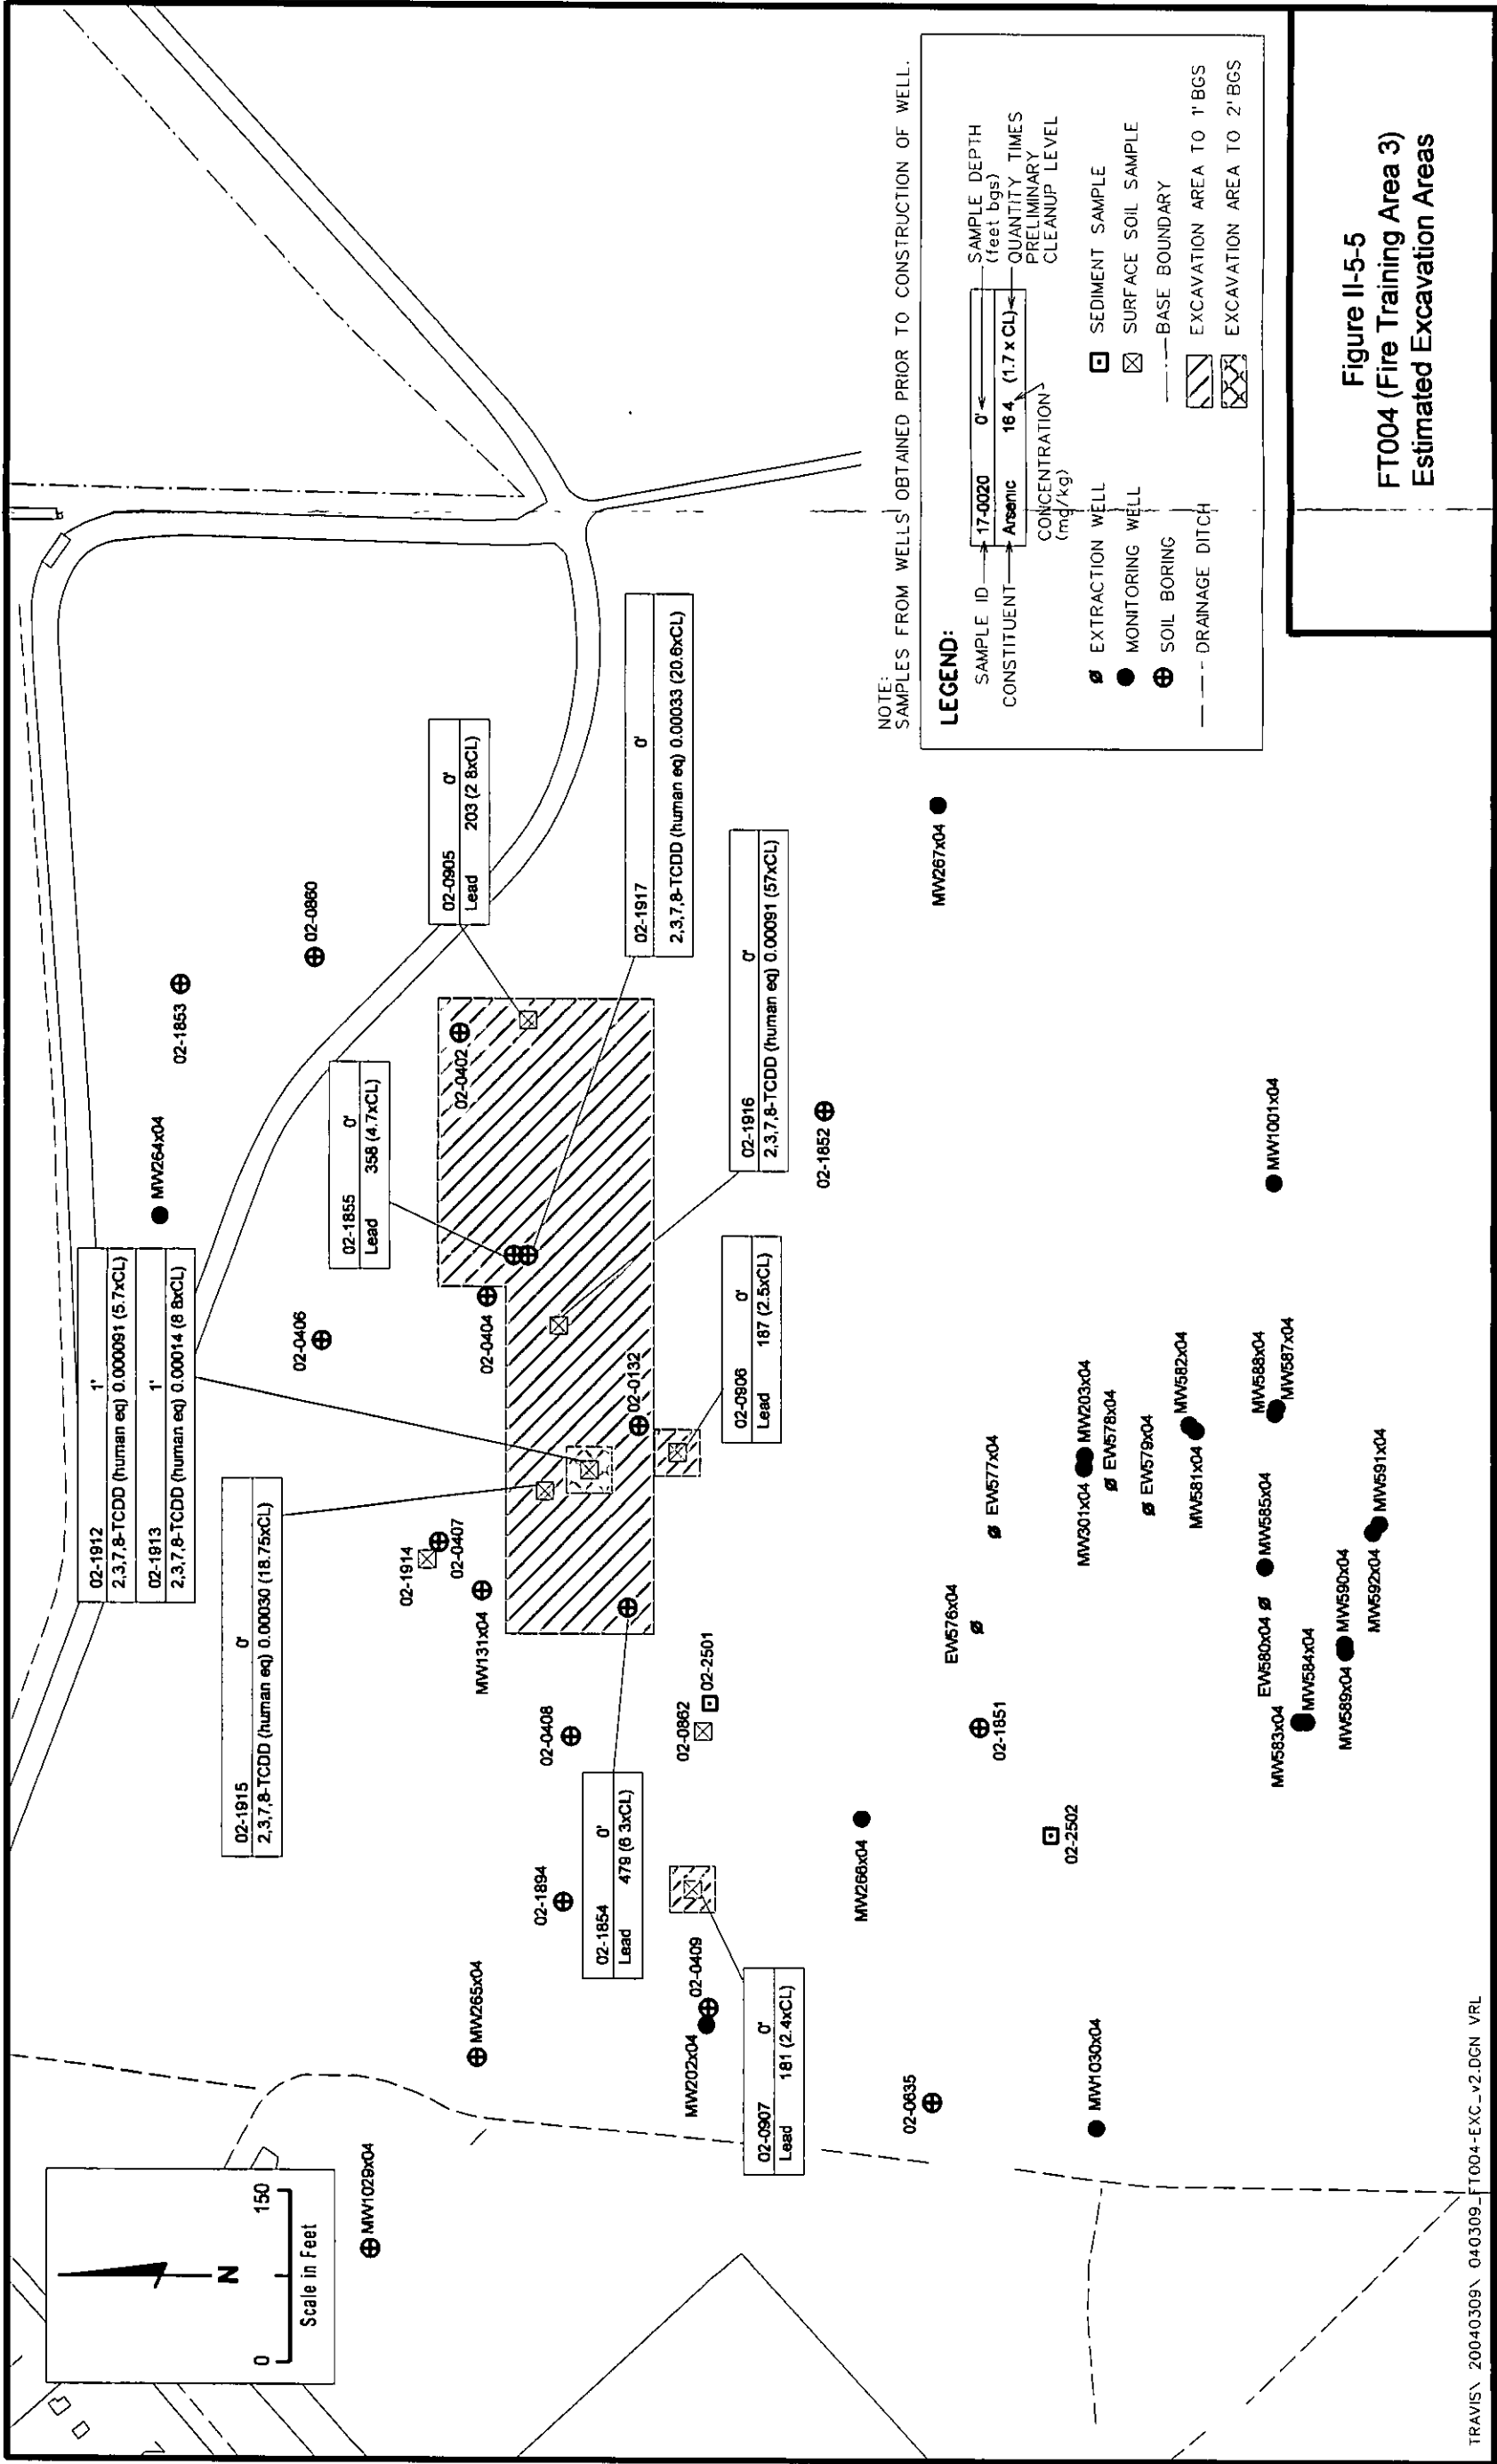 0
150
Scale in Feet
N
MW1029x04
MW265x04
02-1894
02-0408
MW131x04
02-1914
02-0407
02-1915 0'
2,3,7,8-TCDD (human eq) 0.00030 (18.75xCL)
02-1912 1'
2,3,7,8-TCDD (human eq) 0.000091 (5.7xCL)
02-1913 1'
2,3,7,8-TCDD (human eq) 0.00014 (8 8xCL)
MW264x04
02-1853
02-0860
02-0406
02-1855 0'
Lead 358 (4.7xCL)
02-0404
02-0402
02-0905 0'
Lead 203 (2 8xCL)
02-1917 0'
2,3,7,8-TCDD (human eq) 0.00033 (20.6xCL)
02-1916 0'
2,3,7,8-TCDD (human eq) 0.00091 (57xCL)
02-0132
02-0906 0'
Lead 187 (2.5xCL)
02-1854 0'
Lead 479 (6 3xCL)
02-0862
02-2501
MW202x04
02-0409
02-0907 0'
Lead 181 (2.4xCL)
02-1852
MW266x04
02-0635
MW267x04
EW576x04
EW577x04
02-1851
02-2502
MW1030x04
MW301x04
MW203x04
EW578x04
EW579x04
MW582x04
MW581x04
MW1001x04
MW588x04
MW587x04
MW585x04
EW580x04
MW583x04
MW584x04
MW590x04
MW589x04
MW591x04
MW592x04
NOTE:
SAMPLES FROM WELLS OBTAINED PRIOR TO CONSTRUCTION OF WELL.
LEGEND:
SAMPLE ID
17-0020 0'
SAMPLE DEPTH
(feet bgs)
CONSTITUENT
Arsenic 16 4 (1.7 x CL)
QUANTITY TIMES
PRELIMINARY
CLEANUP LEVEL
CONCENTRATION
(mg/kg)
EXTRACTION WELL
MONITORING WELL
SOIL BORING
DRAINAGE DITCH
SEDIMENT SAMPLE
SURFACE SOIL SAMPLE
BASE BOUNDARY
EXCAVATION AREA TO 1' BGS
EXCAVATION AREA TO 2' BGS
Figure II-5-5
FT004 (Fire Training Area 3)
Estimated Excavation Areas
TRAVIS\ 20040309\ 040309_FT004-EXC_v2.DGN VRL